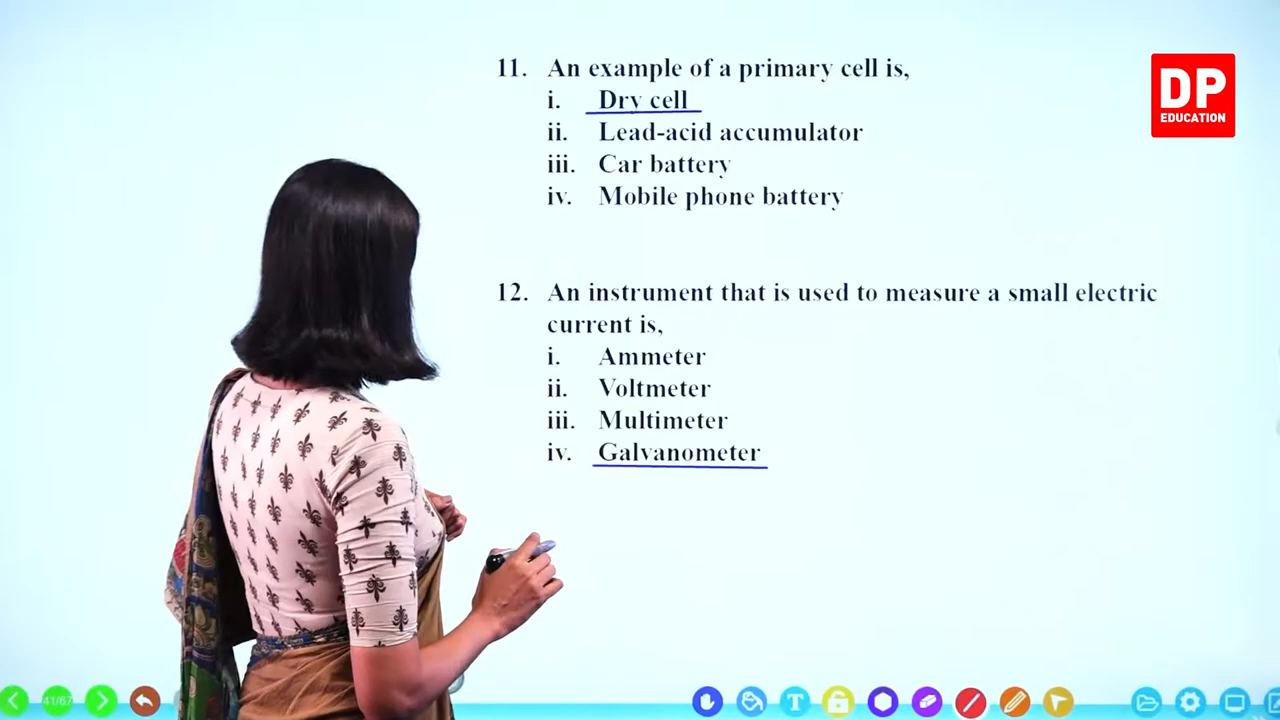 DP
EDUCATION
11. An example of a primary cell is,
i. Dry cell
ii. Lead-acid accumulator
iii. Car battery
iv. Mobile phone battery
12. An instrument that is used to measure a small electric
current is,
i. Ammeter
ii. Voltmeter
iii. Multimeter
iv. Galvanometer
41/67
T